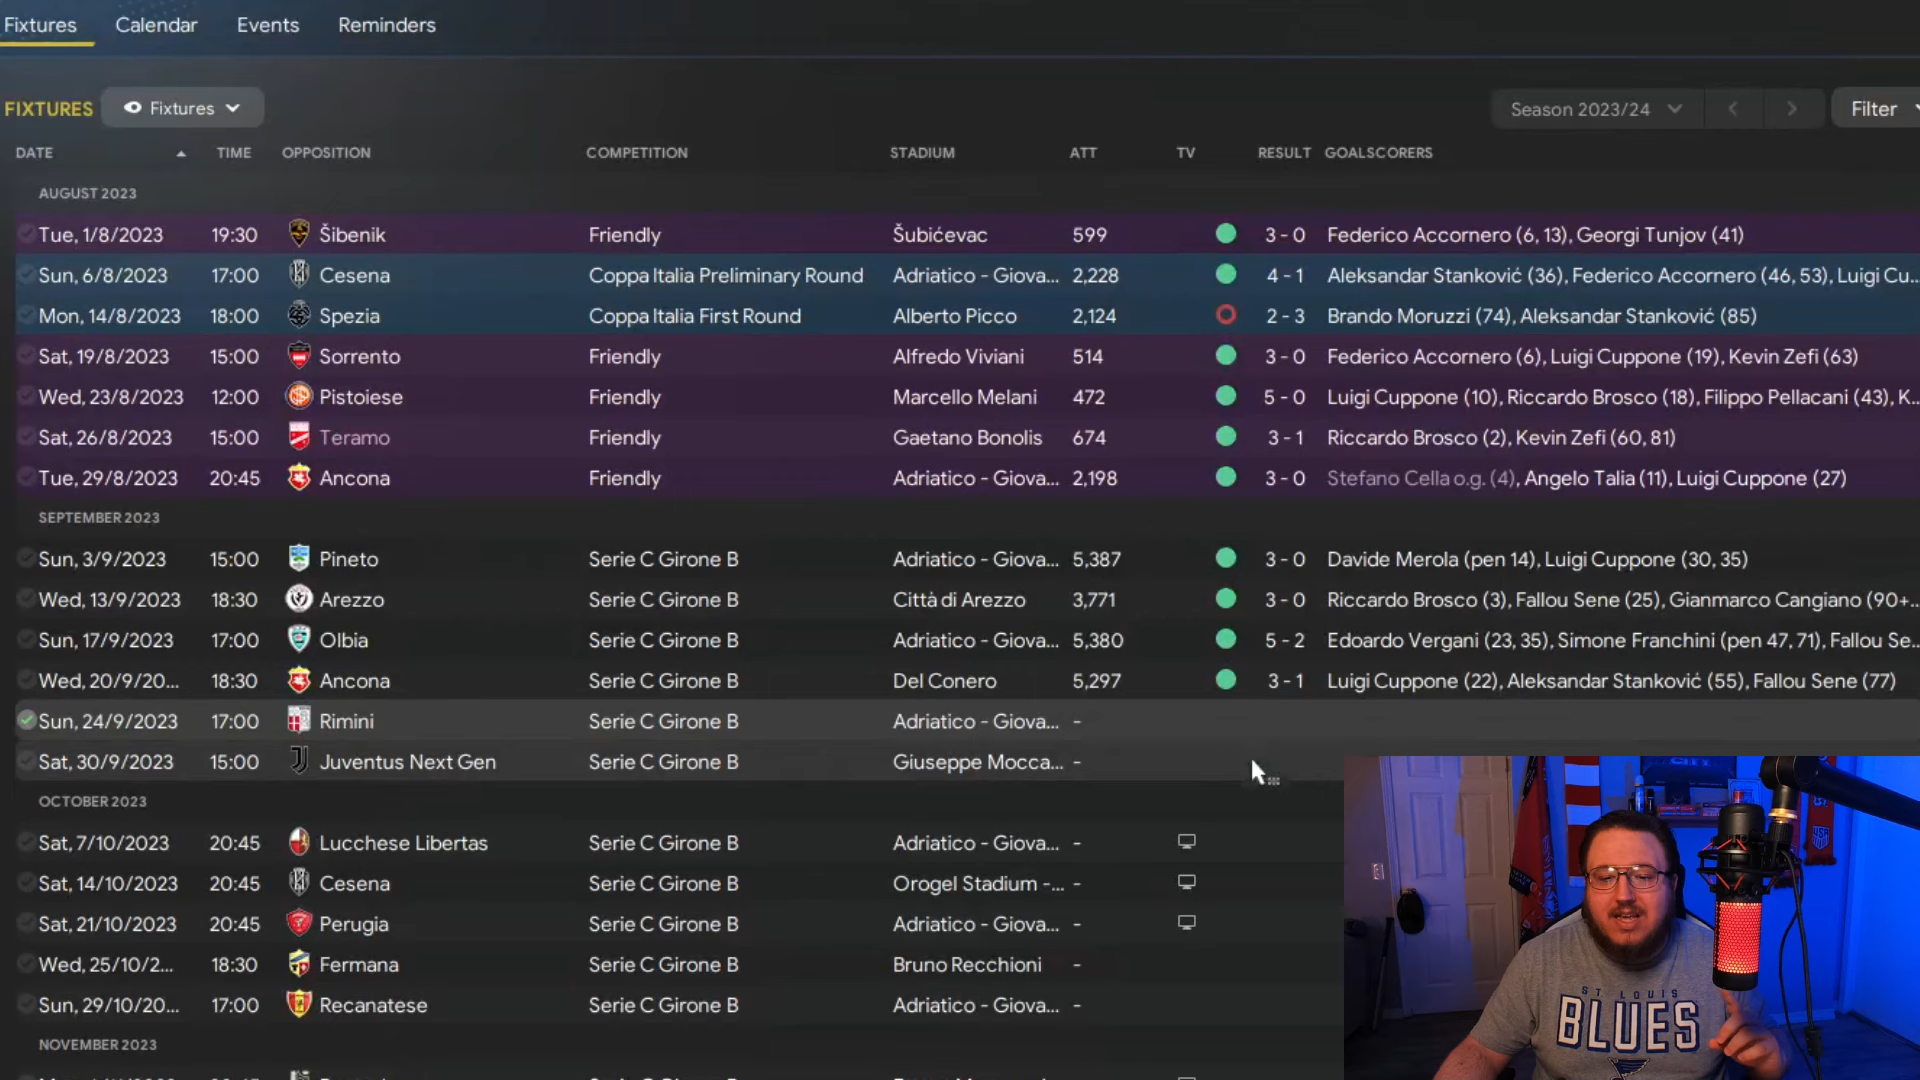 Fixtures Calendar Events Reminders
FIXTURES Fixtures Season 2023/24 Filter
DATE TIME OPPOSITION COMPETITION STADIUM ATT TV RESULT GOALSCORERS
AUGUST 2023
Tue, 1/8/2023 19:30 Šibenik Friendly Šubićevac 599 3 - 0 Federico Accornero (6, 13), Georgi Tunjov (41)
Sun, 6/8/2023 17:00 Cesena Coppa Italia Preliminary Round Adriatico - Giova... 2,228 4 - 1 Aleksandar Stanković (36), Federico Accornero (46, 53), Luigi Cu...
Mon, 14/8/2023 18:00 Spezia Coppa Italia First Round Alberto Picco 2,124 2 - 3 Brando Moruzzi (74), Aleksandar Stanković (85)
Sat, 19/8/2023 15:00 Sorrento Friendly Alfredo Viviani 514 3 - 0 Federico Accornero (6), Luigi Cuppone (19), Kevin Zefi (63)
Wed, 23/8/2023 12:00 Pistoiese Friendly Marcello Melani 472 5 - 0 Luigi Cuppone (10), Riccardo Brosco (18), Filippo Pellacani (43), K...
Sat, 26/8/2023 15:00 Teramo Friendly Gaetano Bonolis 674 3 - 1 Riccardo Brosco (2), Kevin Zefi (60, 81)
Tue, 29/8/2023 20:45 Ancona Friendly Adriatico - Giova... 2,198 3 - 0 Stefano Cella o.g. (4), Angelo Talia (11), Luigi Cuppone (27)
SEPTEMBER 2023
Sun, 3/9/2023 15:00 Pineto Serie C Girone B Adriatico - Giova... 5,387 3 - 0 Davide Merola (pen 14), Luigi Cuppone (30, 35)
Wed, 13/9/2023 18:30 Arezzo Serie C Girone B Città di Arezzo 3,771 3 - 0 Riccardo Brosco (3), Fallou Sene (25), Gianmarco Cangiano (90+...
Sun, 17/9/2023 17:00 Olbia Serie C Girone B Adriatico - Giova... 5,380 5 - 2 Edoardo Vergani (23, 35), Simone Franchini (pen 47, 71), Fallou Se...
Wed, 20/9/20... 18:30 Ancona Serie C Girone B Del Conero 5,297 3 - 1 Luigi Cuppone (22), Aleksandar Stanković (55), Fallou Sene (77)
Sun, 24/9/2023 17:00 Rimini Serie C Girone B Adriatico - Giova... -
Sat, 30/9/2023 15:00 Juventus Next Gen Serie C Girone B Giuseppe Mocca... -
OCTOBER 2023
Sat, 7/10/2023 20:45 Lucchese Libertas Serie C Girone B Adriatico - Giova... -
Sat, 14/10/2023 20:45 Cesena Serie C Girone B Orogel Stadium -... -
Sat, 21/10/2023 20:45 Perugia Serie C Girone B Adriatico - Giova... -
Wed, 25/10/2... 18:30 Fermana Serie C Girone B Bruno Recchioni -
Sun, 29/10/20... 17:00 Recanatese Serie C Girone B Adriatico - Giova... -
NOVEMBER 2023
CITY
USA
ST LOUIS
BLUES